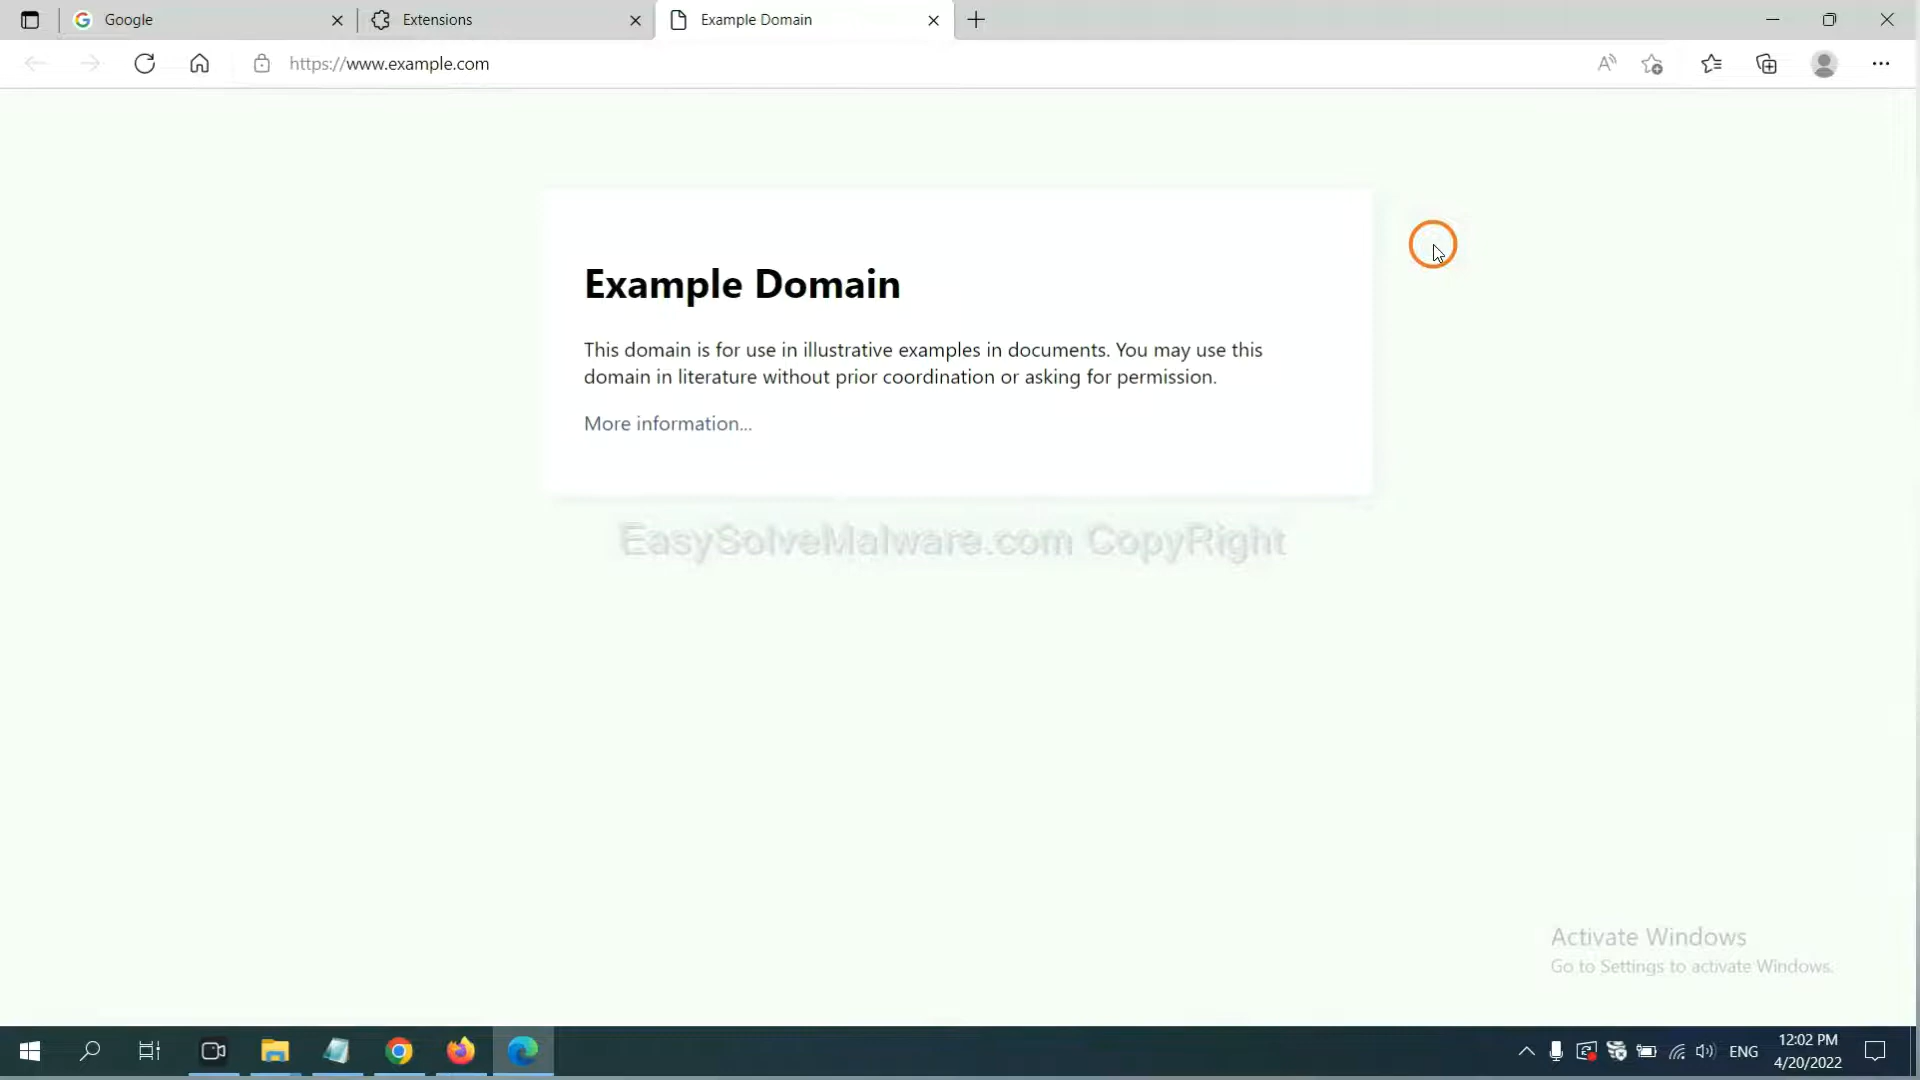 Google
Extensions
Example Domain
https://www.example.com
Example Domain
This domain is for use in illustrative examples in documents. You may use this
domain in literature without prior coordination or asking for permission.
More information...
EasySolveMalware.com CopyRight
Activate Windows
Go to Settings to activate Windows.
ENG
12:02 PM
4/20/2022